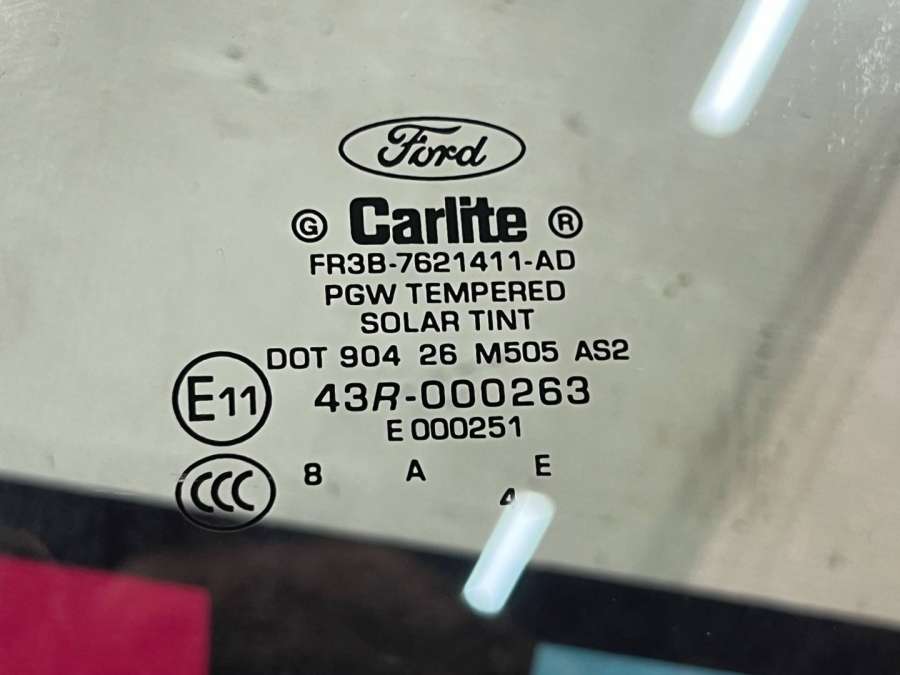 Ford
G Carlite ®
FR3B-7621411-AD
PGW TEMPERED
SOLAR TINT
DOT 904 26 M505 AS2
E11 43R-000263
E 000251
CCC 8 A E
4